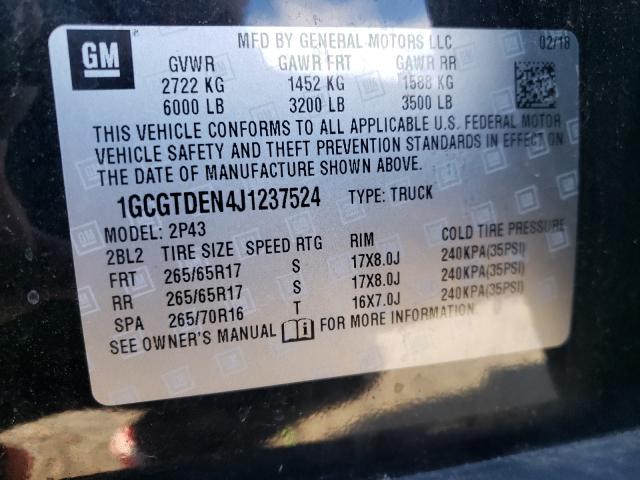 GM
MFD BY GENERAL MOTORS LLC 02/18
GVWR GAWR FRT GAWR RR
2722 KG 1452 KG 1588 KG
6000 LB 3200 LB 3500 LB
THIS VEHICLE CONFORMS TO ALL APPLICABLE U.S. FEDERAL MOTOR
VEHICLE SAFETY AND THEFT PREVENTION STANDARDS IN EFFECT ON
THE DATE OF MANUFACTURE SHOWN ABOVE.
1GCGTDEN4J1237524 TYPE: TRUCK
MODEL: 2P43
2BL2 TIRE SIZE SPEED RTG RIM COLD TIRE PRESSURE
FRT 265/65R17 S 17X8.0J 240KPA(35PSI)
RR 265/65R17 S 17X8.0J 240KPA(35PSI)
SPA 265/70R16 T 16X7.0J 240KPA(35PSI)
SEE OWNER'S MANUAL FOR MORE INFORMATION